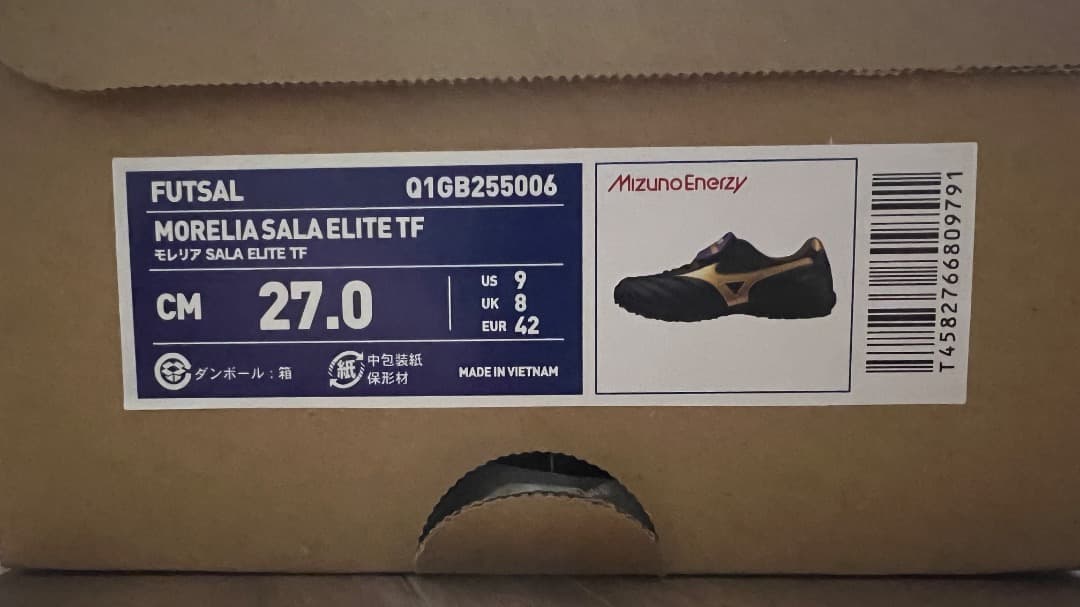 FUTSAL Q1GB255006
MORELIA SALA ELITE TF
モレリア SALA ELITE TF
CM 27.0
US 9
UK 8
EUR 42
ダンボール：箱
紙 中包装紙
保形材
MADE IN VIETNAM
MIZUNO ENERZY
T4582766809791